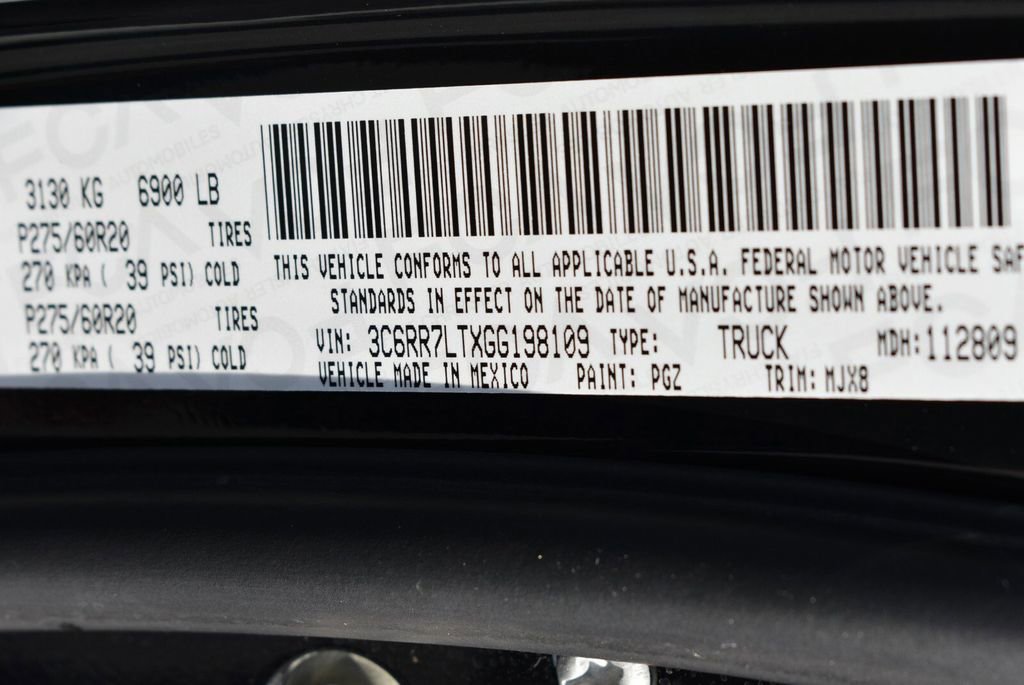 3130 KG 6900 LB
P275/60R20 TIRES
270 KPA ( 39 PSI) COLD
P275/60R20 TIRES
270 KPA ( 39 PSI) COLD
THIS VEHICLE CONFORMS TO ALL APPLICABLE U.S.A. FEDERAL MOTOR VEHICLE SAF
STANDARDS IN EFFECT ON THE DATE OF MANUFACTURE SHOWN ABOVE.
VIN: 3C6RR7LTXGG198109 TYPE: TRUCK MDH:112809
VEHICLE MADE IN MEXICO PAINT: PGZ TRIM: MJX8